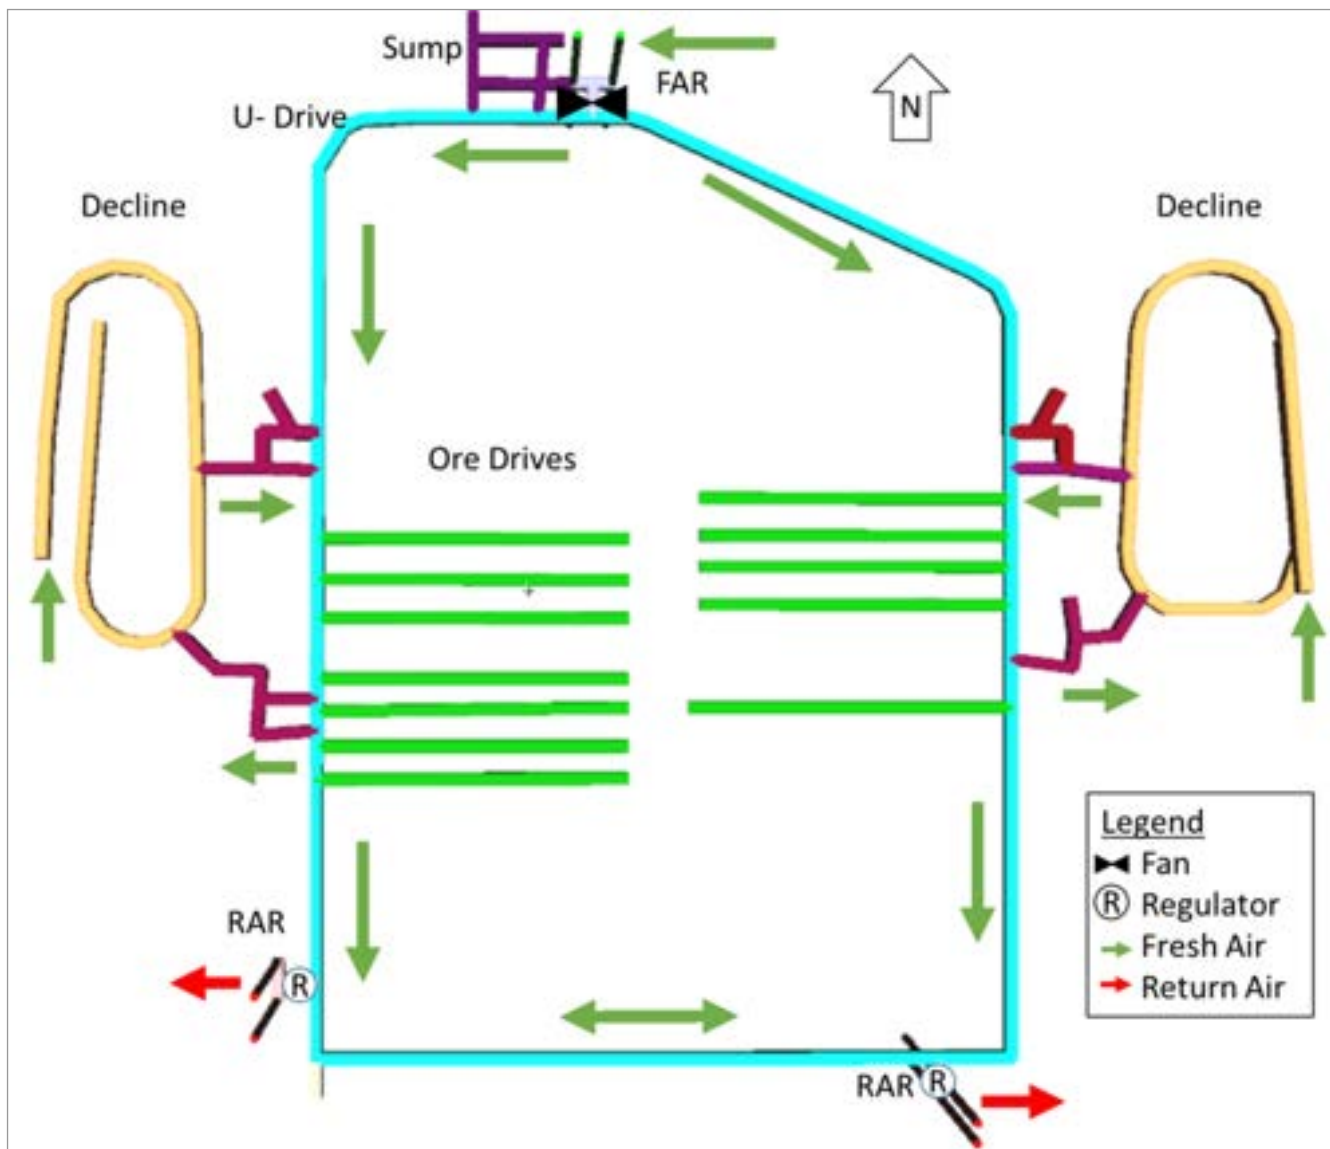 Sump
FAR
N
U- Drive
Decline
Decline
Ore Drives
Legend
Fan
R Regulator
Fresh Air
Return Air
RAR
R
RAR R